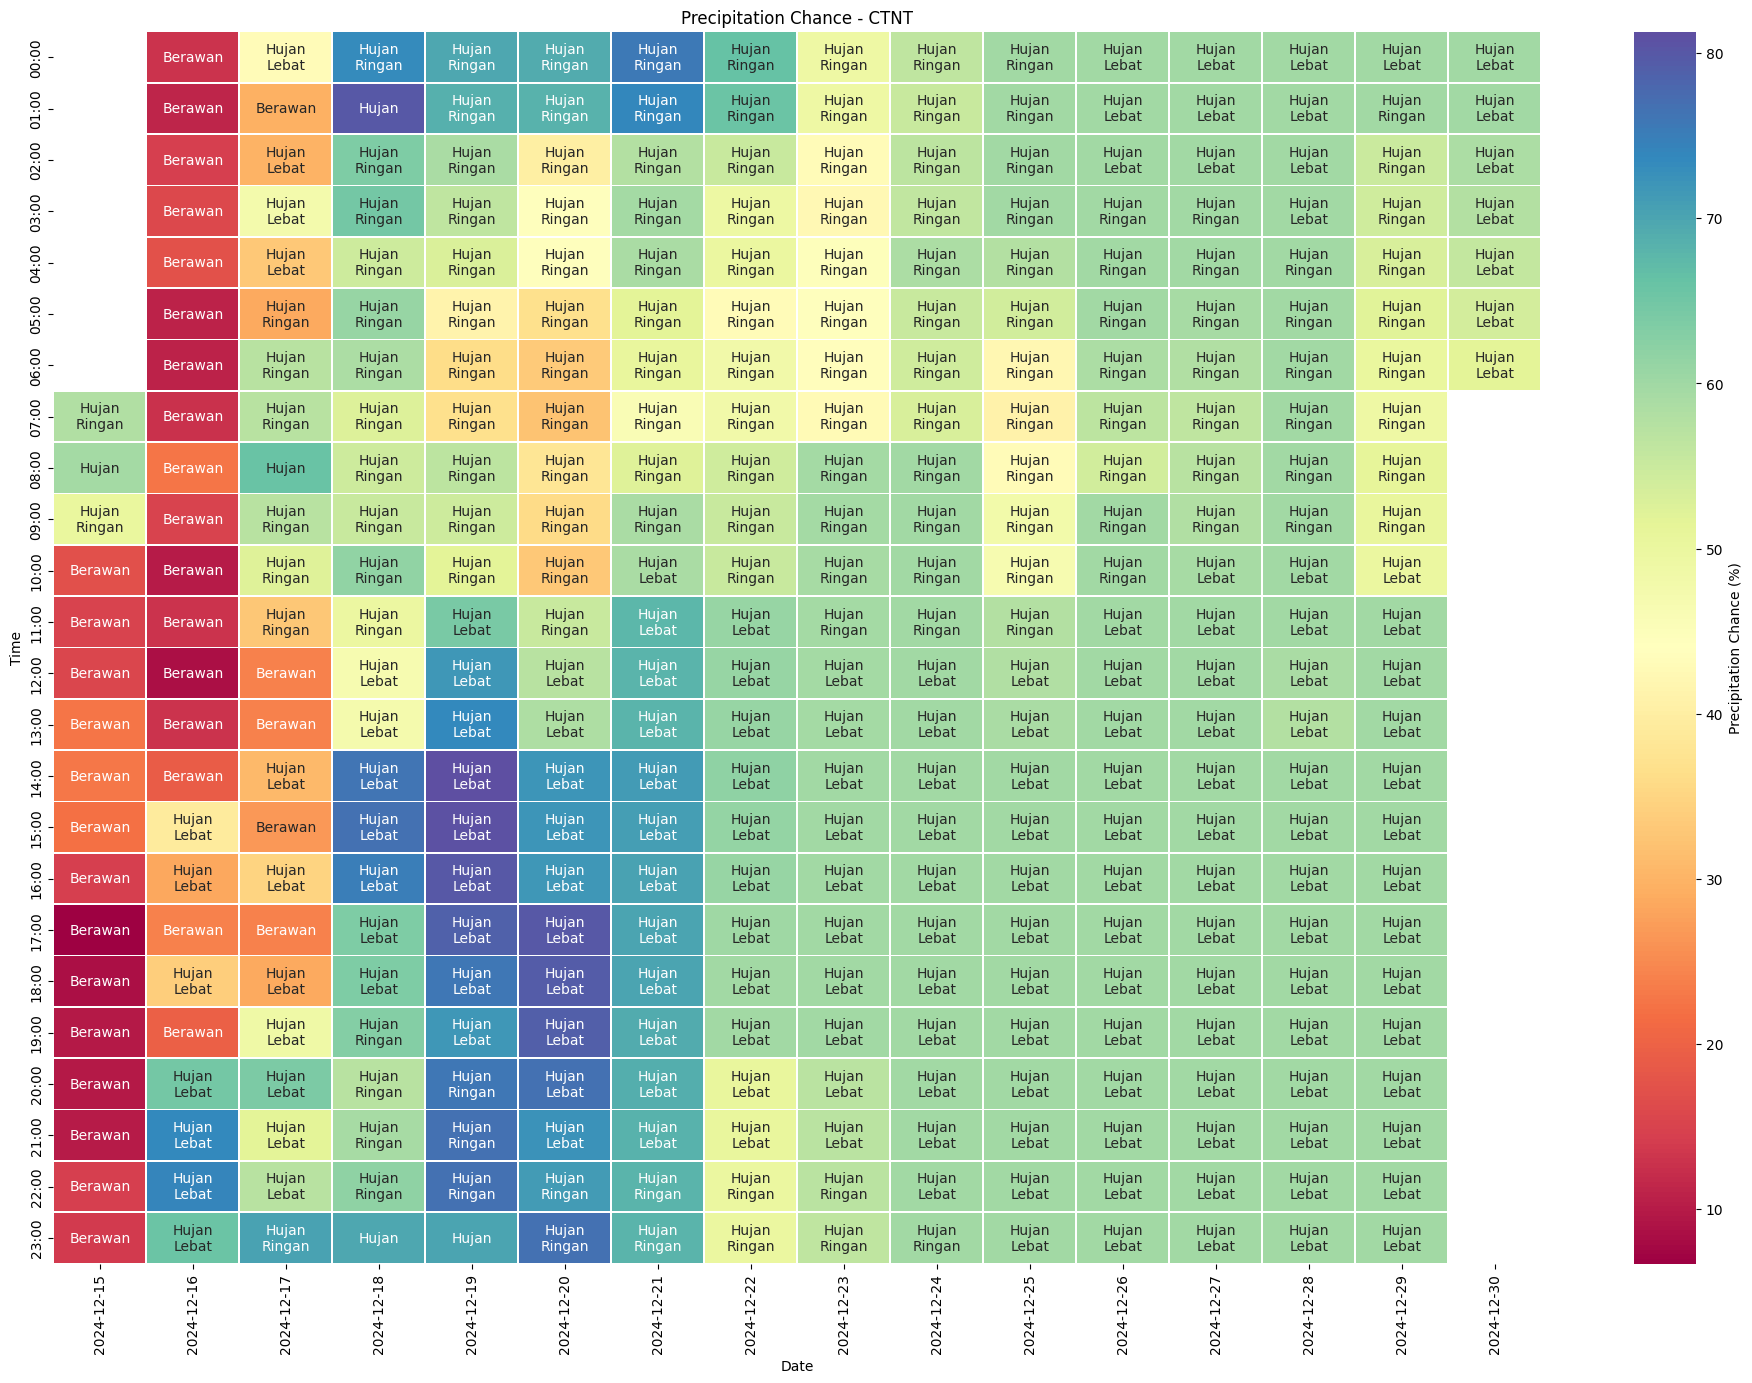 Precipitation Chance - CTNT
00:00 Berawan Hujan Lebat Hujan Ringan Hujan Ringan Hujan Ringan Hujan Ringan Hujan Ringan Hujan Ringan Hujan Ringan Hujan Ringan Hujan Lebat Hujan Lebat Hujan Lebat Hujan Lebat Hujan Lebat
01:00 Berawan Berawan Hujan Hujan Ringan Hujan Ringan Hujan Ringan Hujan Ringan Hujan Ringan Hujan Ringan Hujan Ringan Hujan Lebat Hujan Lebat Hujan Lebat Hujan Ringan Hujan Lebat
02:00 Berawan Hujan Lebat Hujan Ringan Hujan Ringan Hujan Ringan Hujan Ringan Hujan Ringan Hujan Ringan Hujan Ringan Hujan Ringan Hujan Lebat Hujan Lebat Hujan Lebat Hujan Ringan Hujan Lebat
03:00 Berawan Hujan Lebat Hujan Ringan Hujan Ringan Hujan Ringan Hujan Ringan Hujan Ringan Hujan Ringan Hujan Ringan Hujan Ringan Hujan Ringan Hujan Ringan Hujan Lebat Hujan Ringan Hujan Lebat
04:00 Berawan Hujan Lebat Hujan Ringan Hujan Ringan Hujan Ringan Hujan Ringan Hujan Ringan Hujan Ringan Hujan Ringan Hujan Ringan Hujan Ringan Hujan Ringan Hujan Ringan Hujan Ringan Hujan Lebat
05:00 Berawan Hujan Ringan Hujan Ringan Hujan Ringan Hujan Ringan Hujan Ringan Hujan Ringan Hujan Ringan Hujan Ringan Hujan Ringan Hujan Ringan Hujan Ringan Hujan Ringan Hujan Ringan Hujan Lebat
06:00 Berawan Hujan Ringan Hujan Ringan Hujan Ringan Hujan Ringan Hujan Ringan Hujan Ringan Hujan Ringan Hujan Ringan Hujan Ringan Hujan Ringan Hujan Ringan Hujan Ringan Hujan Ringan Hujan Lebat
07:00 Hujan Ringan Berawan Hujan Ringan Hujan Ringan Hujan Ringan Hujan Ringan Hujan Ringan Hujan Ringan Hujan Ringan Hujan Ringan Hujan Ringan Hujan Ringan Hujan Ringan Hujan Ringan Hujan Ringan
08:00 Hujan Berawan Hujan Hujan Ringan Hujan Ringan Hujan Ringan Hujan Ringan Hujan Ringan Hujan Ringan Hujan Ringan Hujan Ringan Hujan Ringan Hujan Ringan Hujan Ringan Hujan Ringan
09:00 Hujan Ringan Berawan Hujan Ringan Hujan Ringan Hujan Ringan Hujan Ringan Hujan Ringan Hujan Ringan Hujan Ringan Hujan Ringan Hujan Ringan Hujan Ringan Hujan Ringan Hujan Ringan Hujan Ringan
10:00 Berawan Berawan Hujan Ringan Hujan Ringan Hujan Ringan Hujan Ringan Hujan Lebat Hujan Ringan Hujan Ringan Hujan Ringan Hujan Ringan Hujan Ringan Hujan Lebat Hujan Lebat Hujan Lebat
11:00 Berawan Berawan Hujan Ringan Hujan Ringan Hujan Lebat Hujan Ringan Hujan Lebat Hujan Lebat Hujan Ringan Hujan Ringan Hujan Ringan Hujan Lebat Hujan Lebat Hujan Lebat Hujan Lebat
12:00 Berawan Berawan Berawan Hujan Lebat Hujan Lebat Hujan Lebat Hujan Lebat Hujan Lebat Hujan Lebat Hujan Lebat Hujan Lebat Hujan Lebat Hujan Lebat Hujan Lebat Hujan Lebat
13:00 Berawan Berawan Berawan Hujan Lebat Hujan Lebat Hujan Lebat Hujan Lebat Hujan Lebat Hujan Lebat Hujan Lebat Hujan Lebat Hujan Lebat Hujan Lebat Hujan Lebat Hujan Lebat
14:00 Berawan Berawan Hujan Lebat Hujan Lebat Hujan Lebat Hujan Lebat Hujan Lebat Hujan Lebat Hujan Lebat Hujan Lebat Hujan Lebat Hujan Lebat Hujan Lebat Hujan Lebat Hujan Lebat
15:00 Berawan Hujan Lebat Berawan Hujan Lebat Hujan Lebat Hujan Lebat Hujan Lebat Hujan Lebat Hujan Lebat Hujan Lebat Hujan Lebat Hujan Lebat Hujan Lebat Hujan Lebat Hujan Lebat
16:00 Berawan Hujan Lebat Hujan Lebat Hujan Lebat Hujan Lebat Hujan Lebat Hujan Lebat Hujan Lebat Hujan Lebat Hujan Lebat Hujan Lebat Hujan Lebat Hujan Lebat Hujan Lebat Hujan Lebat
17:00 Berawan Berawan Berawan Hujan Lebat Hujan Lebat Hujan Lebat Hujan Lebat Hujan Lebat Hujan Lebat Hujan Lebat Hujan Lebat Hujan Lebat Hujan Lebat Hujan Lebat Hujan Lebat
18:00 Berawan Hujan Lebat Hujan Lebat Hujan Lebat Hujan Lebat Hujan Lebat Hujan Lebat Hujan Lebat Hujan Lebat Hujan Lebat Hujan Lebat Hujan Lebat Hujan Lebat Hujan Lebat Hujan Lebat
19:00 Berawan Berawan Hujan Lebat Hujan Ringan Hujan Lebat Hujan Lebat Hujan Lebat Hujan Lebat Hujan Lebat Hujan Lebat Hujan Lebat Hujan Lebat Hujan Lebat Hujan Lebat Hujan Lebat
20:00 Berawan Hujan Lebat Hujan Lebat Hujan Ringan Hujan Ringan Hujan Lebat Hujan Lebat Hujan Lebat Hujan Lebat Hujan Lebat Hujan Lebat Hujan Lebat Hujan Lebat Hujan Lebat Hujan Lebat
21:00 Berawan Hujan Lebat Hujan Lebat Hujan Ringan Hujan Ringan Hujan Lebat Hujan Lebat Hujan Lebat Hujan Lebat Hujan Lebat Hujan Lebat Hujan Lebat Hujan Lebat Hujan Lebat Hujan Lebat
22:00 Berawan Hujan Lebat Hujan Lebat Hujan Ringan Hujan Ringan Hujan Ringan Hujan Ringan Hujan Ringan Hujan Ringan Hujan Lebat Hujan Lebat Hujan Lebat Hujan Lebat Hujan Lebat Hujan Lebat
23:00 Berawan Hujan Lebat Hujan Ringan Hujan Hujan Hujan Ringan Hujan Ringan Hujan Ringan Hujan Ringan Hujan Ringan Hujan Lebat Hujan Lebat Hujan Lebat Hujan Lebat Hujan Lebat
Time
2024-12-15 2024-12-16 2024-12-17 2024-12-18 2024-12-19 2024-12-20 2024-12-21 2024-12-22 2024-12-23 2024-12-24 2024-12-25 2024-12-26 2024-12-27 2024-12-28 2024-12-29 2024-12-30
Date
80
70
60
50
40
30
20
10
Precipitation Chance (%)